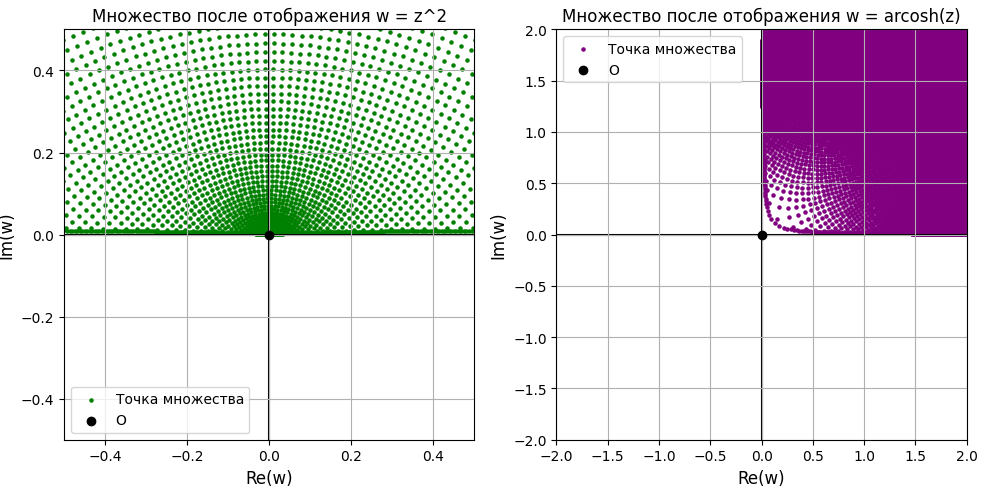 Множество после отображения w = z^2
0.4
0.2
0.0
−0.2
−0.4
Im(w)
Точка множества
O
−0.4
−0.2
0.0
0.2
0.4
Re(w)
Множество после отображения w = arcosh(z)
2.0
1.5
1.0
0.5
0.0
−0.5
−1.0
−1.5
−2.0
Im(w)
Точка множества
O
−2.0
−1.5
−1.0
−0.5
0.0
0.5
1.0
1.5
2.0
Re(w)